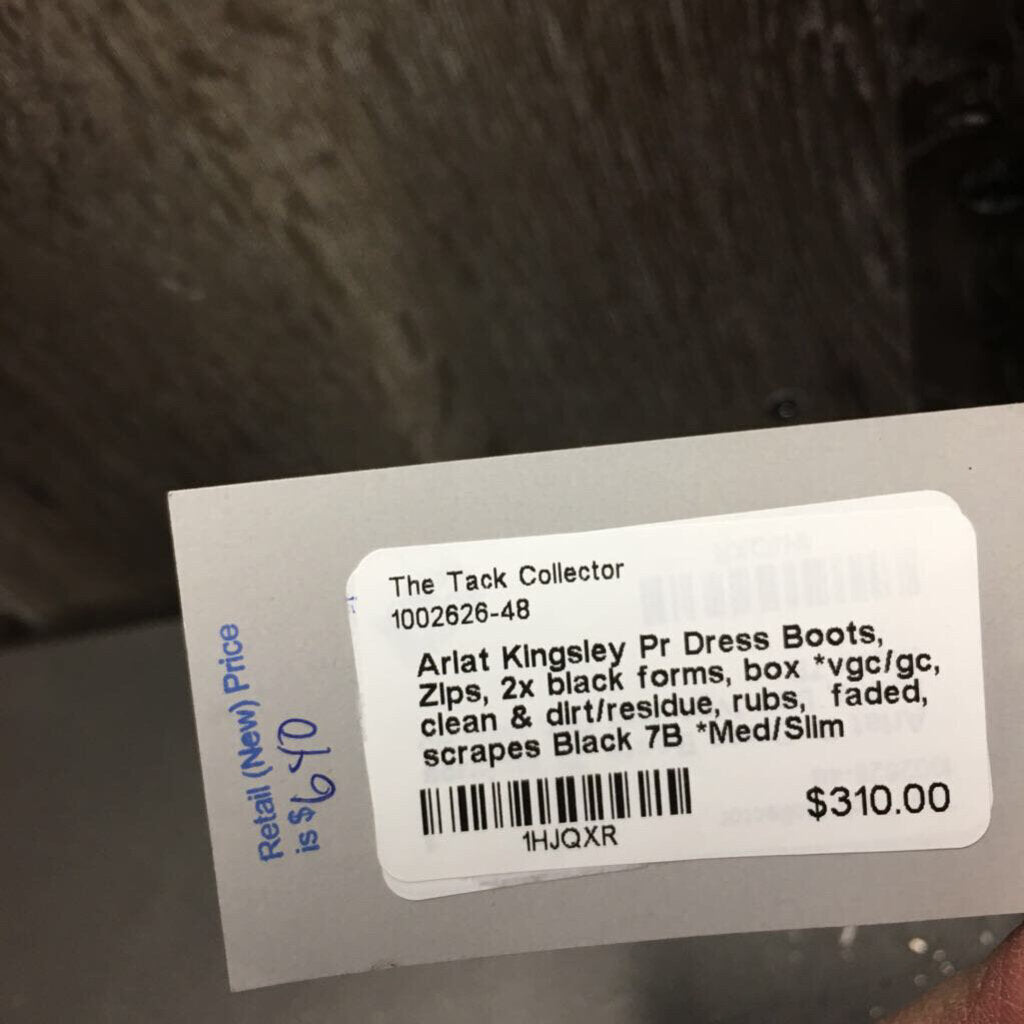 The Tack Collector
1002626-48
Ariat Kingsley Pr Dress Boots,
Zips, 2x black forms, box *vgc/gc,
clean & dirt/residue, rubs, faded,
scrapes Black 7B *Med/Slim
1HJQXR
$310.00
Retail (New) Price
is $640